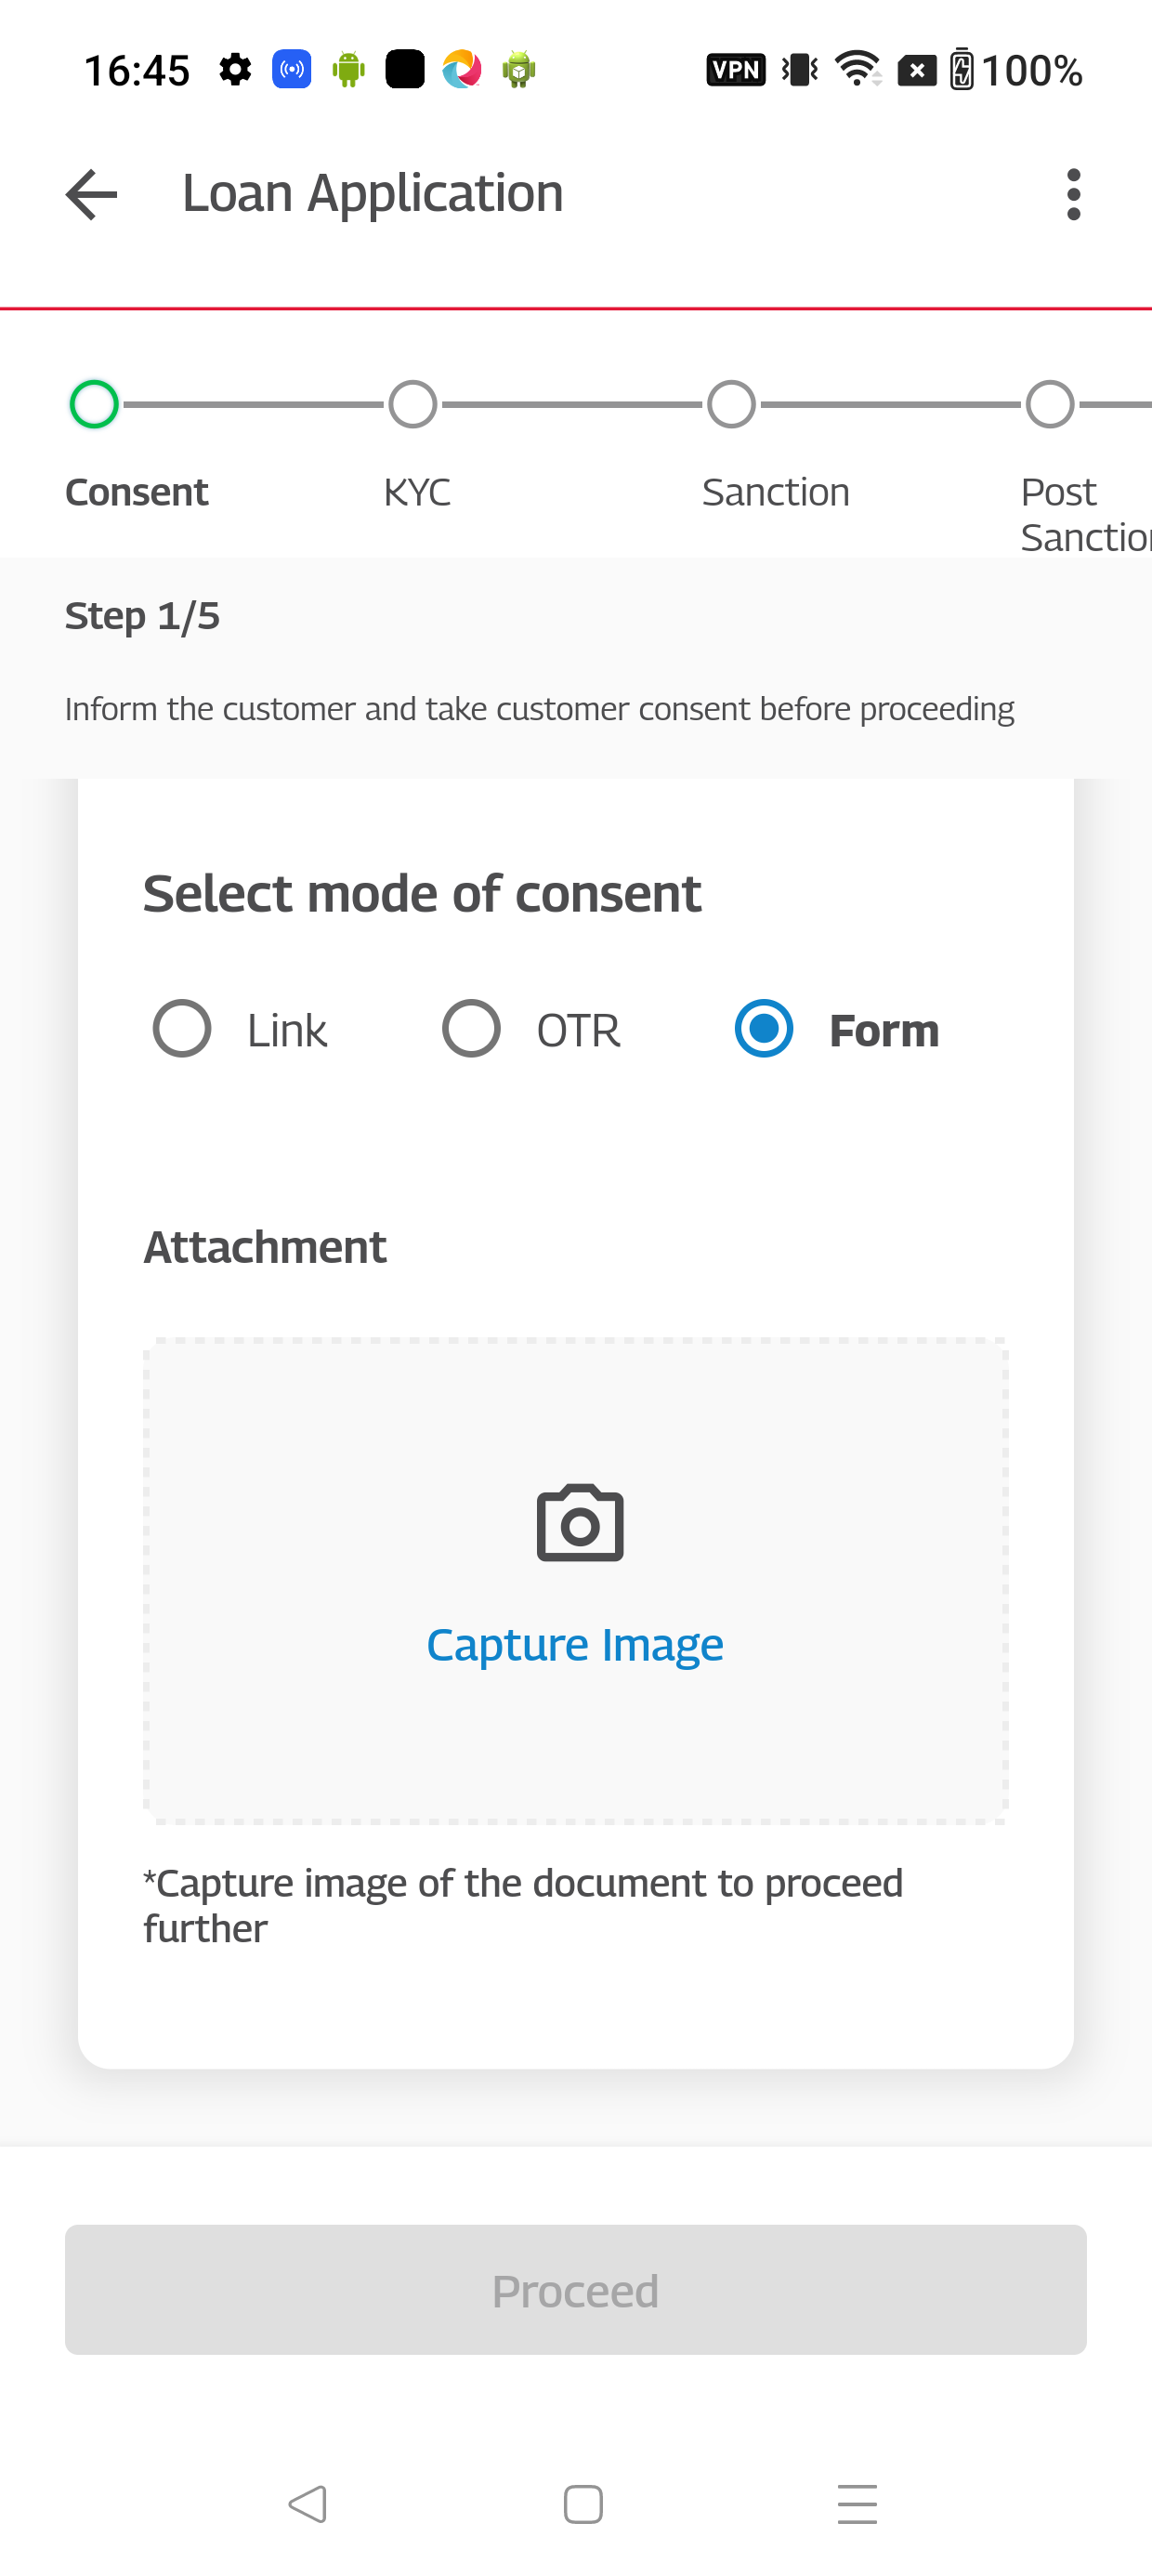 16:45
VPN
100%
Loan Application
Consent
KYC
Sanction
Post
Sanction
Step 1/5
Inform the customer and take customer consent before proceeding
Select mode of consent
Link
OTR
Form
Attachment
Capture Image
*Capture image of the document to proceed
further
Proceed